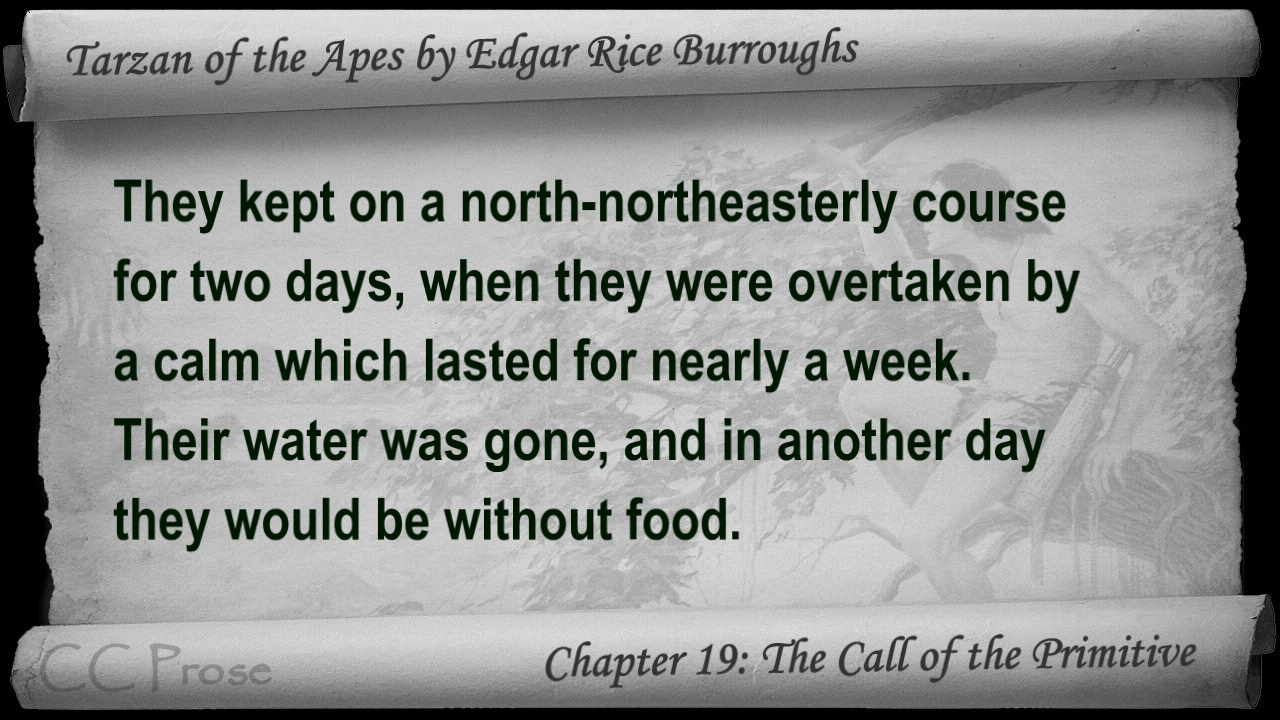 Tarzan of the Apes by Edgar Rice Burroughs
They kept on a north-northeasterly course
for two days, when they were overtaken by
a calm which lasted for nearly a week.
Their water was gone, and in another day
they would be without food.
CC Prose
Chapter 19: The Call of the Primitive